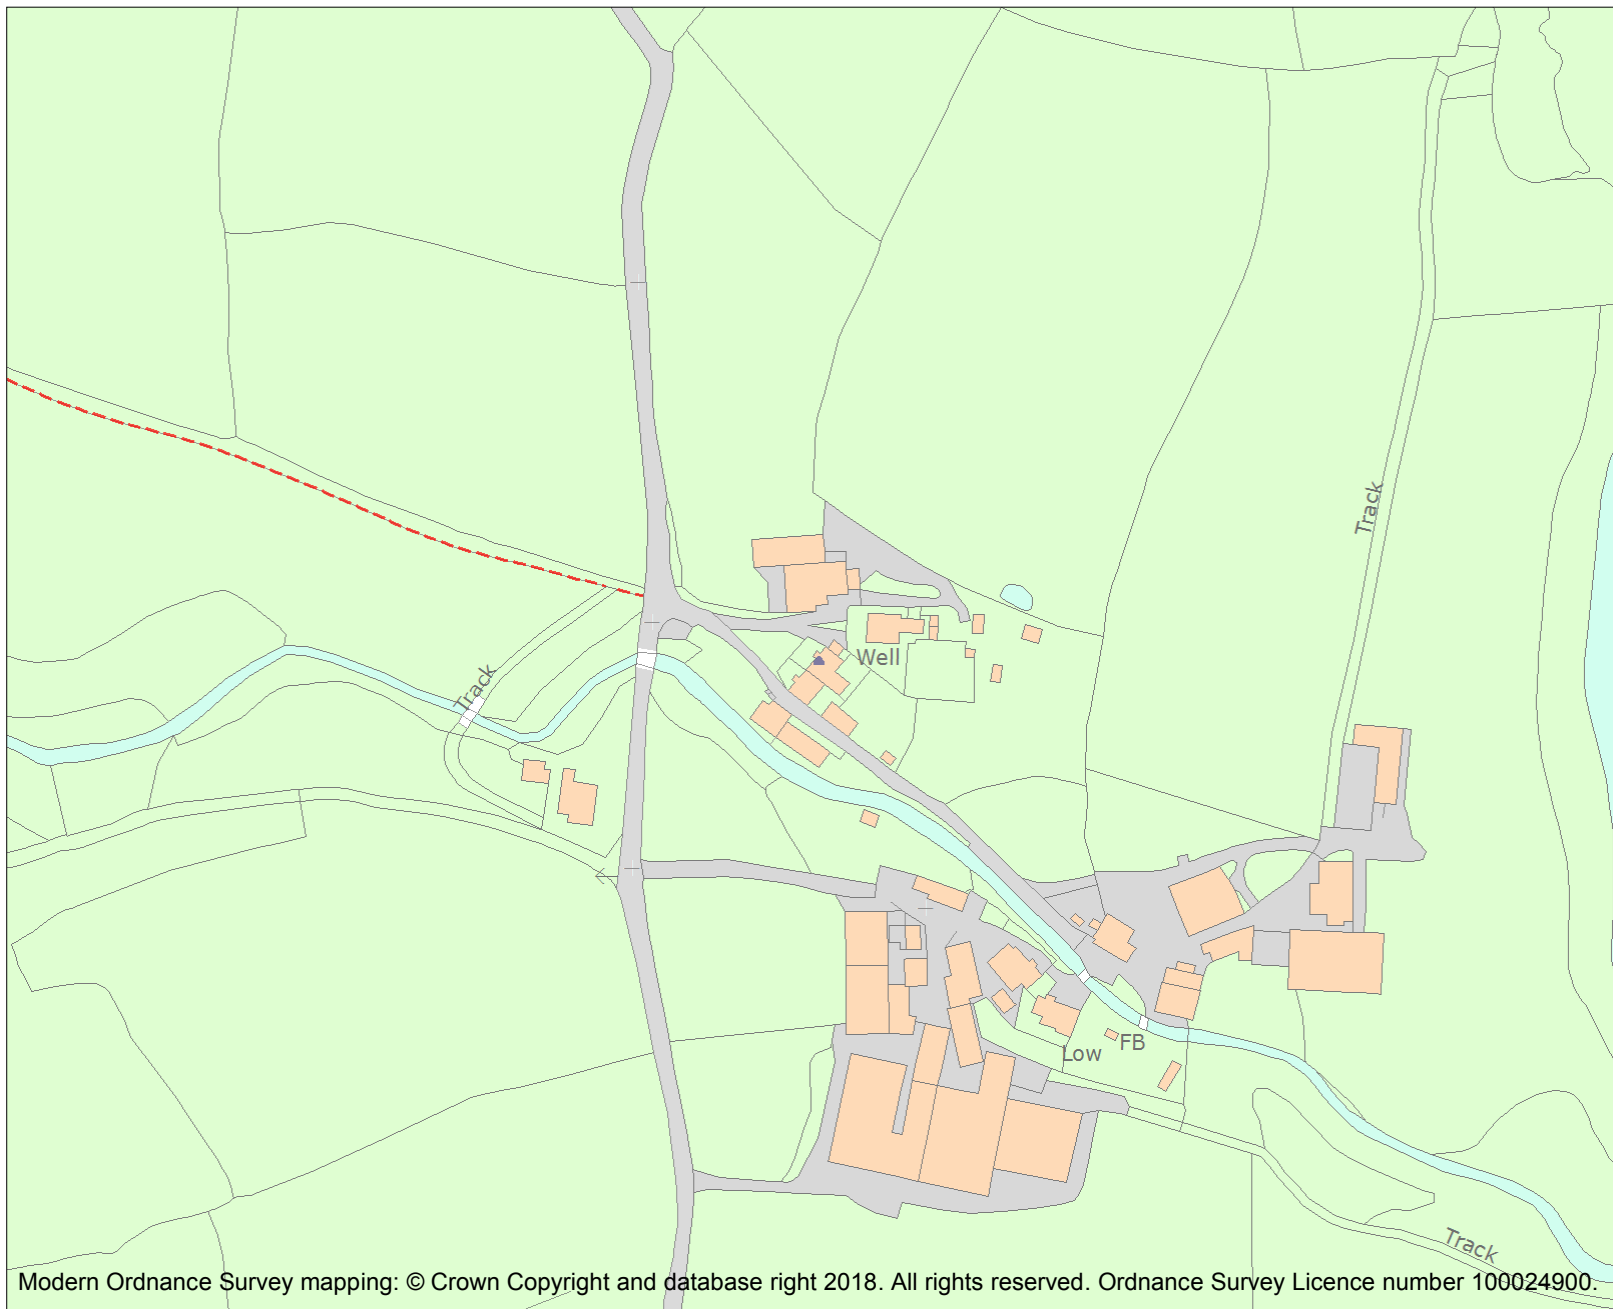 Track
Well
Track
Low
FB
Track
Modern Ordnance Survey mapping: © Crown Copyright and database right 2018. All rights reserved. Ordnance Survey Licence number 100024900.